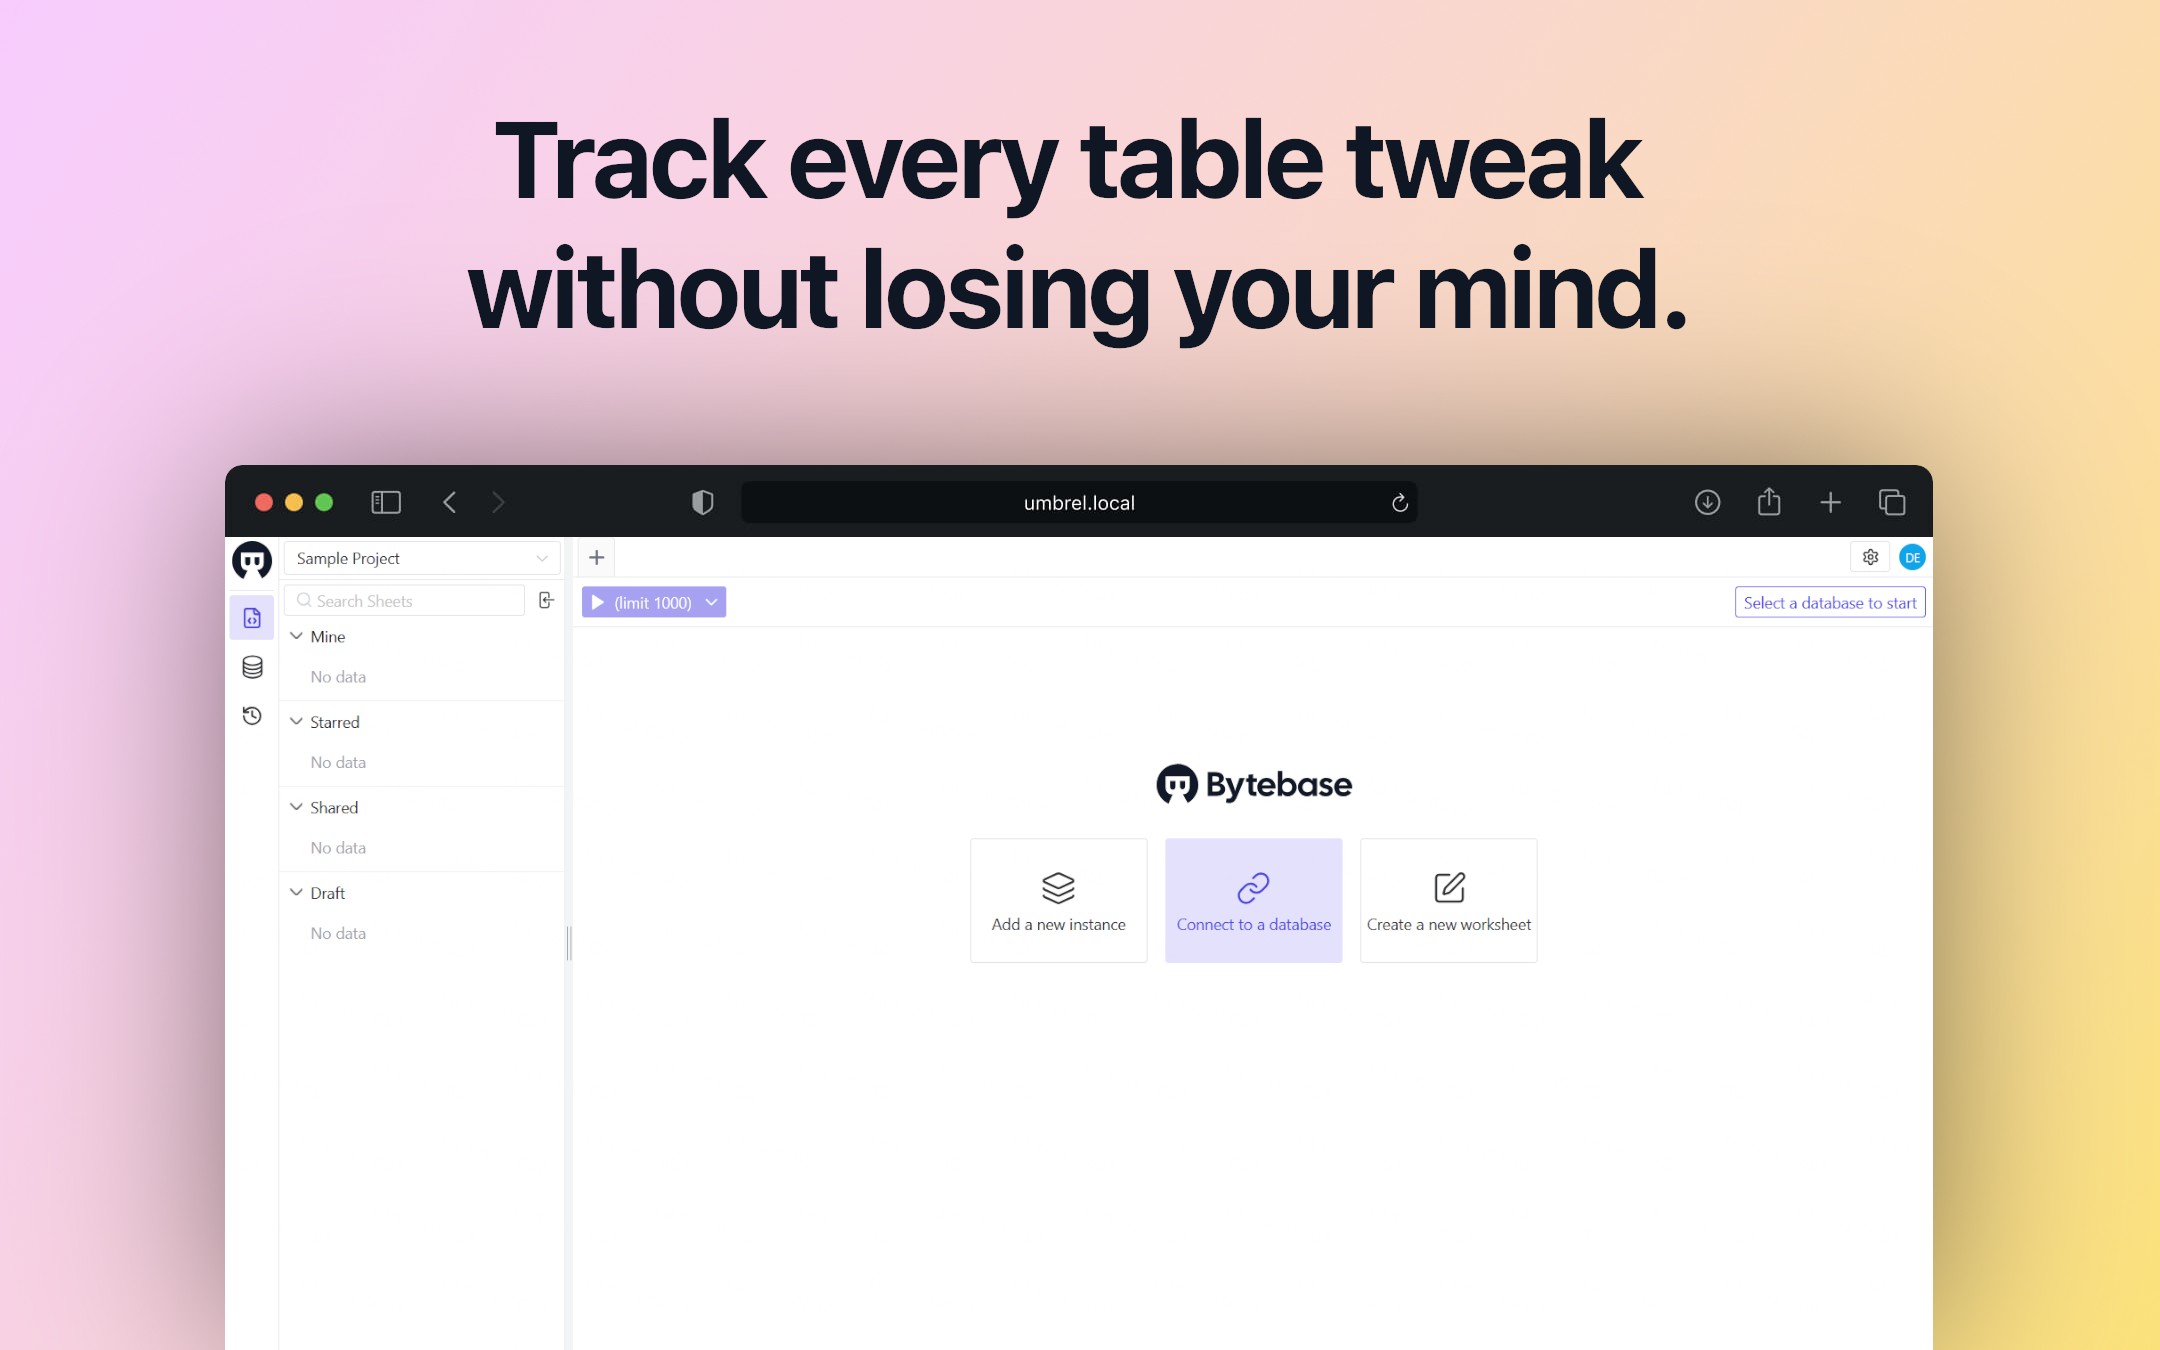 Track every table tweak
without losing your mind.
umbrel.local
Sample Project
DE
Search Sheets
(limit 1000)
Select a database to start
Mine
No data
Starred
No data
Shared
No data
Draft
No data
Bytebase
Add a new instance
Connect to a database
Create a new worksheet